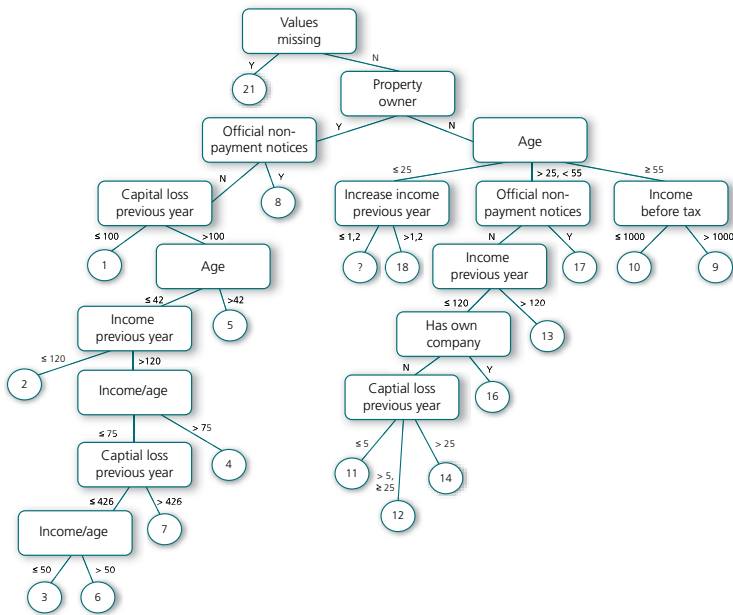 Values
missing
Y
N
21
Property
owner
Y
N
Official non-
payment notices
Age
N
Y
≤ 25
> 25, < 55
≥ 55
8
Capital loss
previous year
Increase income
previous year
Official non-
payment notices
Income
before tax
≤ 100
>100
≤ 1,2
>1,2
N
Y
≤ 1000
> 1000
1
Age
?
18
Income
previous year
17
10
9
≤ 42
>42
≤ 120
> 120
Income
previous year
5
Has own
company
13
≤ 120
>120
N
Y
2
Income/age
Captial loss
previous year
16
≤ 75
> 75
≤ 5
> 5,
≥ 25
> 25
Captial loss
previous year
4
11
14
12
≤ 426
> 426
Income/age
7
≤ 50
> 50
3
6